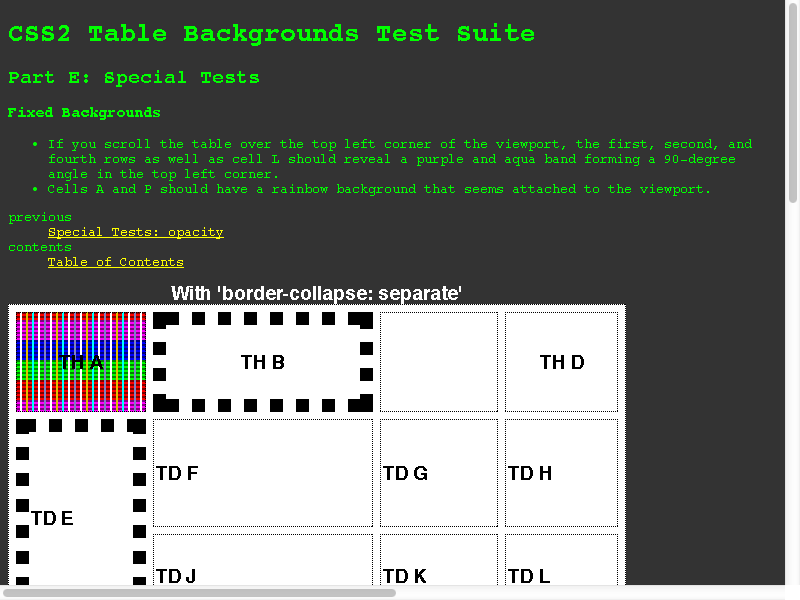 CSS2 Table Backgrounds Test Suite
Part E: Special Tests
Fixed Backgrounds
• If you scroll the table over the top left corner of the viewport, the first, second, and
fourth rows as well as cell L should reveal a purple and aqua band forming a 90-degree
angle in the top left corner.
• Cells A and P should have a rainbow background that seems attached to the viewport.
previous
Special Tests: opacity
contents
Table of Contents
With 'border-collapse: separate'
TH A TH B TH D
TD F TD G TD H
TD E
TD J TD K TD L